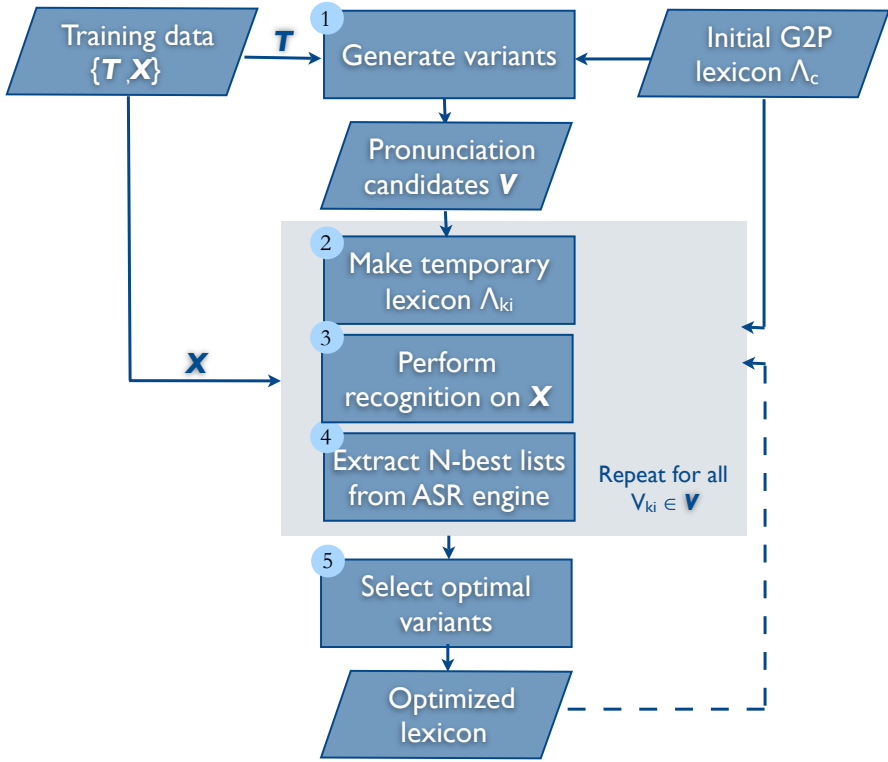 Training data
{T,X}
T
1
Generate variants
Initial G2P
lexicon Λc
Pronunciation
candidates V
2
Make temporary
lexicon Λki
3
Perform
recognition on X
X
4
Extract N-best lists
from ASR engine
Repeat for all
Vki ∈ V
5
Select optimal
variants
Optimized
lexicon